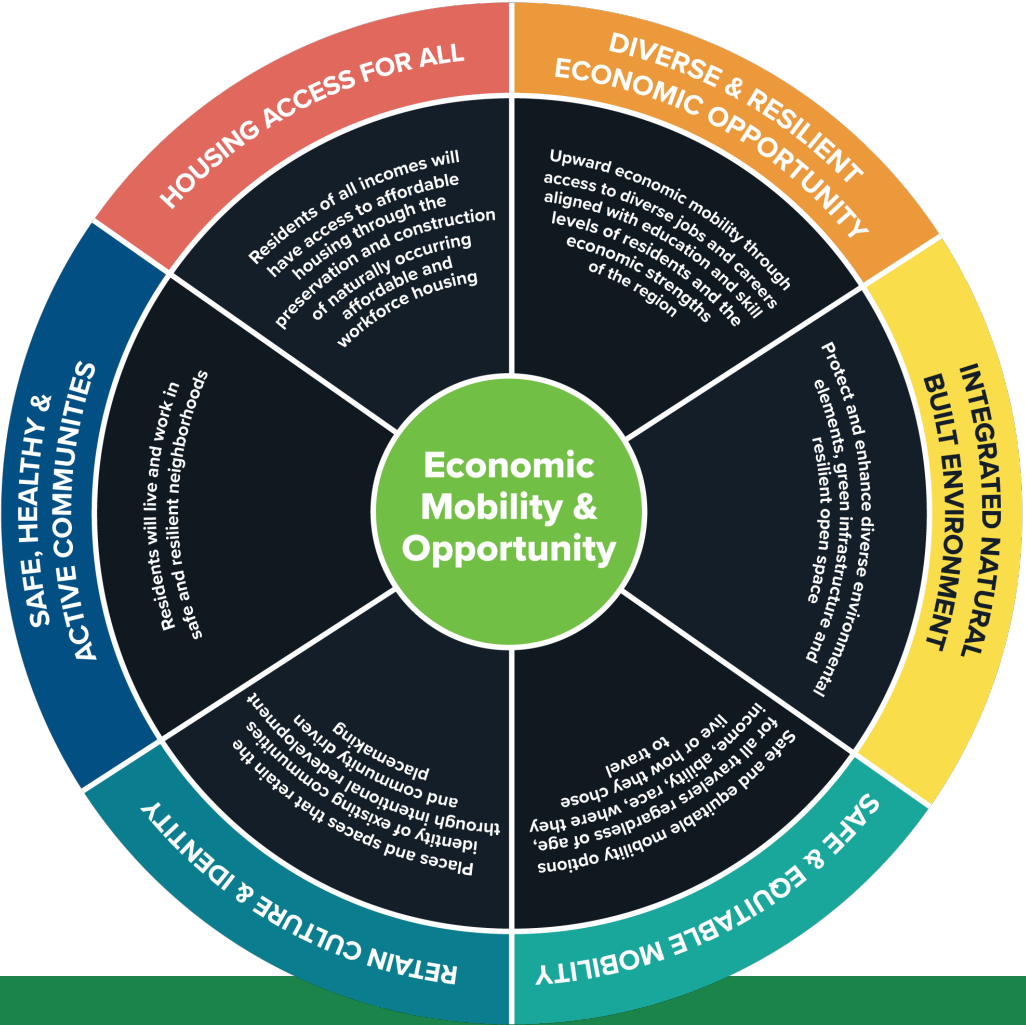 HOUSING ACCESS FOR ALL
Residents of all incomes will
have access to affordable
housing through the
preservation and construction
of naturally occurring
affordable and
workforce housing
DIVERSE & RESILIENT
ECONOMIC OPPORTUNITY
Upward economic mobility through
access to diverse jobs and careers
aligned with education and skill
levels of residents and the
economic strengths
of the region
INTEGRATED NATURAL
BUILT ENVIRONMENT
Protect and enhance diverse environmental
elements, green infrastructure and
resilient open space
SAFE & EQUITABLE MOBILITY
Safe and equitable mobility options
for all travelers regardless of age,
income, ability, race, where they
live or how they chose
to travel
RETAIN CULTURE & IDENTITY
Places and spaces that retain the
identity of existing communities
through intentional redevelopment
and community driven
placemaking
SAFE, HEALTHY &
ACTIVE COMMUNITIES
Residents will live and work in
safe and resilient neighborhoods
Economic
Mobility &
Opportunity